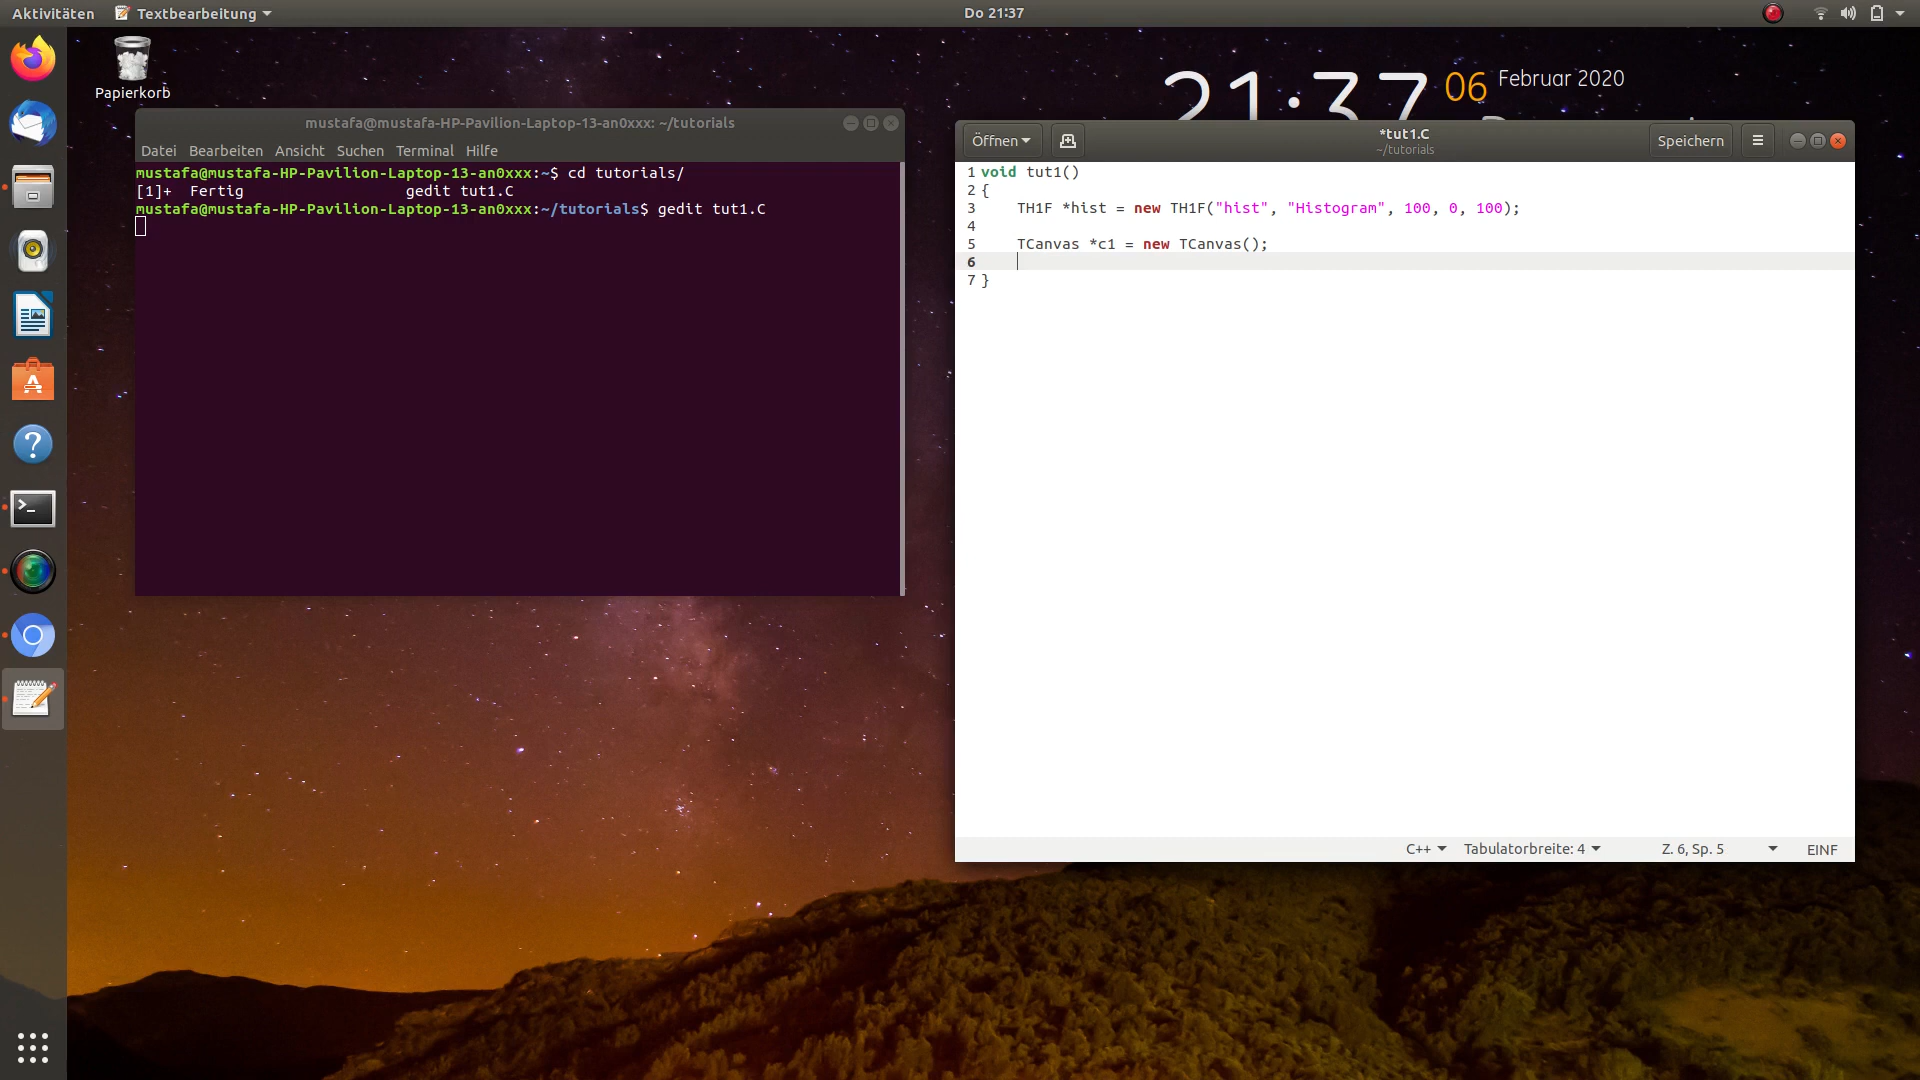 Aktivitäten
Textbearbeitung
Do 21:37
Papierkorb
21:37 06 Februar 2020
mustafa@mustafa-HP-Pavilion-Laptop-13-an0xxx: ~/tutorials
Datei Bearbeiten Ansicht Suchen Terminal Hilfe
mustafa@mustafa-HP-Pavilion-Laptop-13-an0xxx:~$ cd tutorials/
[1]+  Fertig                  gedit tut1.C
mustafa@mustafa-HP-Pavilion-Laptop-13-an0xxx:~/tutorials$ gedit tut1.C
Öffnen
*tut1.C
~/tutorials
Speichern
1 void tut1()
2 {
3     TH1F *hist = new TH1F("hist", "Histogram", 100, 0, 100);
4
5     TCanvas *c1 = new TCanvas();
6
7 }
C++
Tabulatorbreite: 4
Z. 6, Sp. 5
EINF